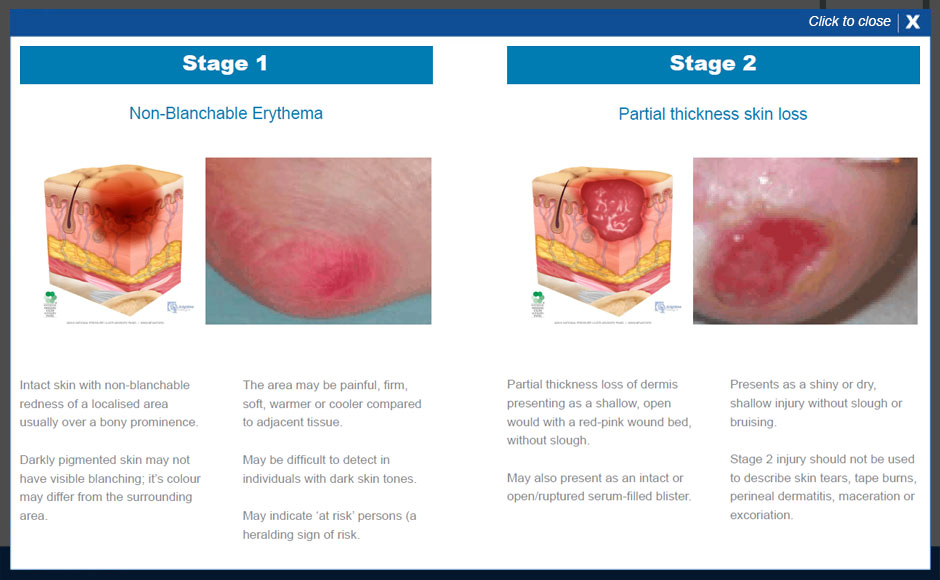 Click to close | X
Stage 1
Non-Blanchable Erythema
Intact skin with non-blanchable
redness of a localised area
usually over a bony prominence.
Darkly pigmented skin may not
have visible blanching; it's colour
may differ from the surrounding
area.
The area may be painful, firm,
soft, warmer or cooler compared
to adjacent tissue.
May be difficult to detect in
individuals with dark skin tones.
May indicate ‘at risk’ persons (a
heralding sign of risk.
Stage 2
Partial thickness skin loss
Partial thickness loss of dermis
presenting as a shallow, open
would with a red-pink wound bed,
without slough.
May also present as an intact or
open/ruptured serum-filled blister.
Presents as a shiny or dry,
shallow injury without slough or
bruising.
Stage 2 injury should not be used
to describe skin tears, tape burns,
perineal dermatitis, maceration or
excoriation.